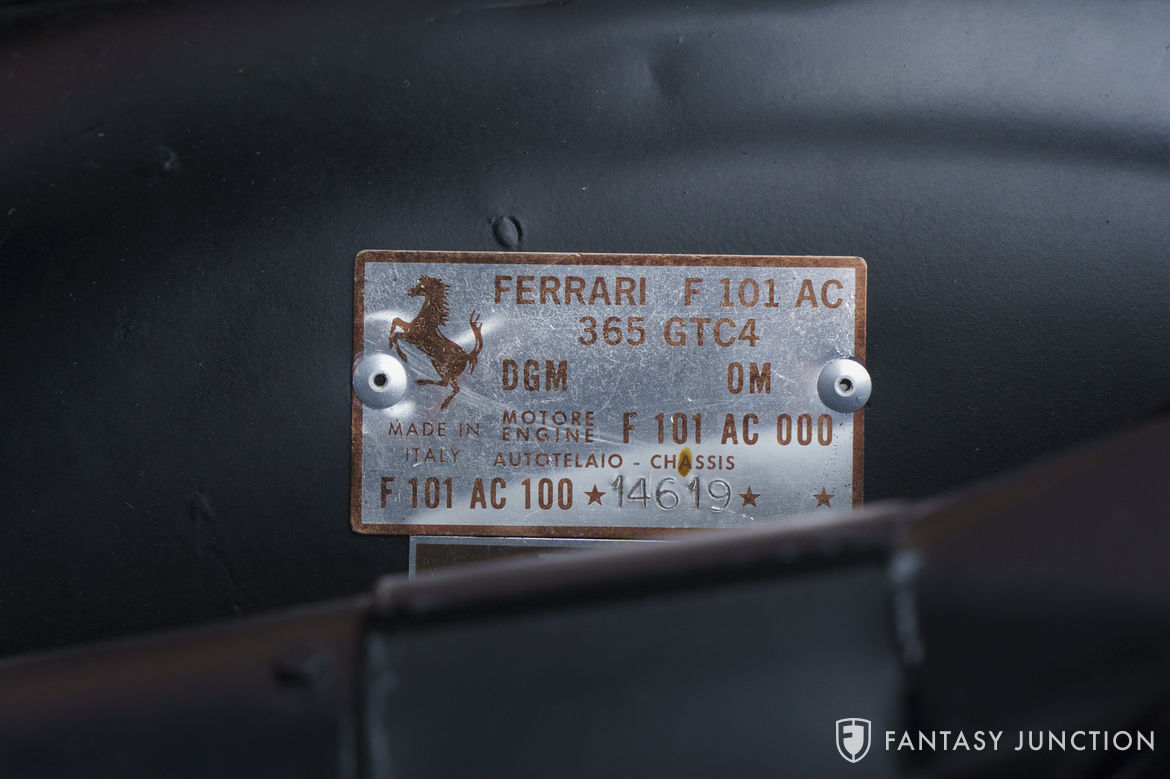 FERRARI F 101 AC
365 GTC4
DGM OM
MADE IN ITALY
MOTORE ENGINE F 101 AC 000
AUTOTELAIO - CHASSIS
F 101 AC 100 ★ 14619 ★ ★
FANTASY JUNCTION